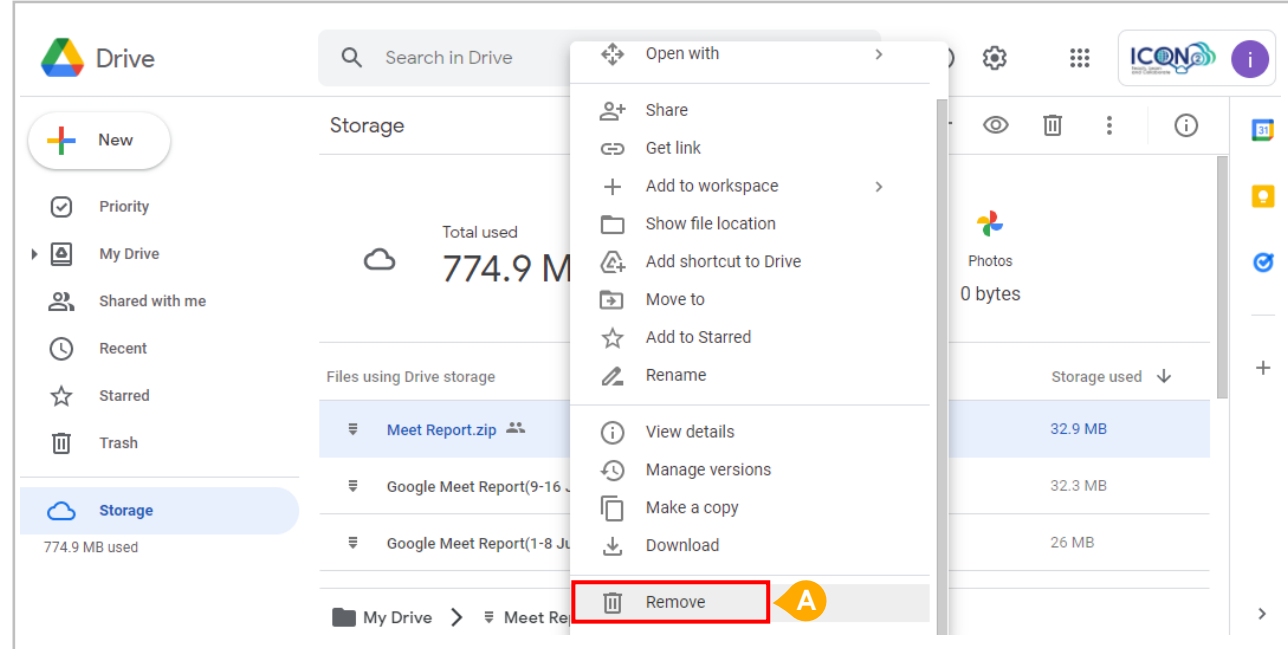 Drive
Search in Drive
ICON2
i
New
Priority
My Drive
Shared with me
Recent
Starred
Trash
Storage
774.9 MB used
Storage
Total used
774.9 M
Photos
0 bytes
Files using Drive storage
Storage used
Meet Report.zip
32.9 MB
Google Meet Report(9-16
32.3 MB
Google Meet Report(1-8 Ju
26 MB
My Drive
Meet Re
Open with
Share
Get link
Add to workspace
Show file location
Add shortcut to Drive
Move to
Add to Starred
Rename
View details
Manage versions
Make a copy
Download
Remove
A
31